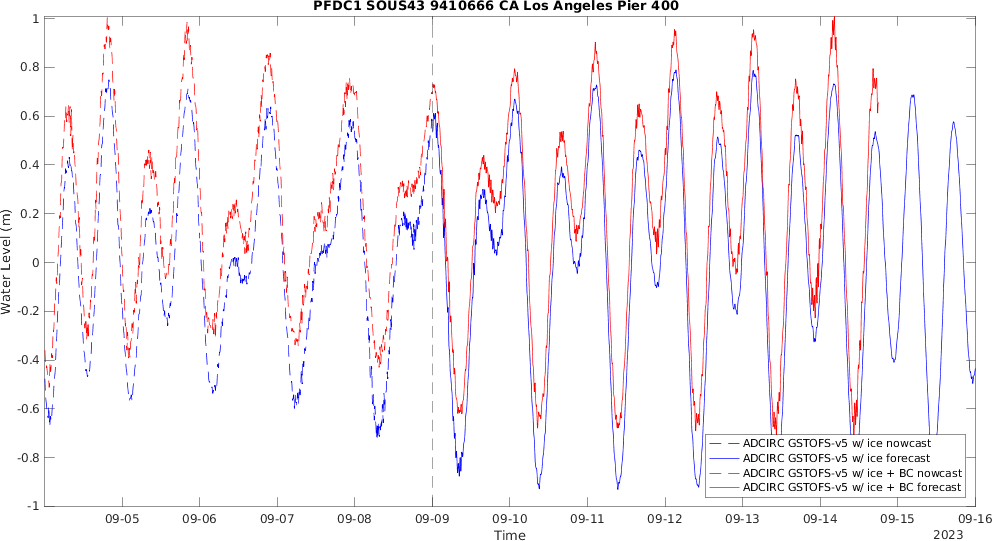 PFDC1 SOUS43 9410666 CA Los Angeles Pier 400
Water Level (m)
1
0.8
0.6
0.4
0.2
0
-0.2
-0.4
-0.6
-0.8
-1
ADCIRC GSTOFS-v5 w/ ice nowcast
ADCIRC GSTOFS-v5 w/ ice forecast
ADCIRC GSTOFS-v5 w/ ice + BC nowcast
ADCIRC GSTOFS-v5 w/ ice + BC forecast
09-05 09-06 09-07 09-08 09-09 09-10 09-11 09-12 09-13 09-14 09-15 09-16
Time
2023